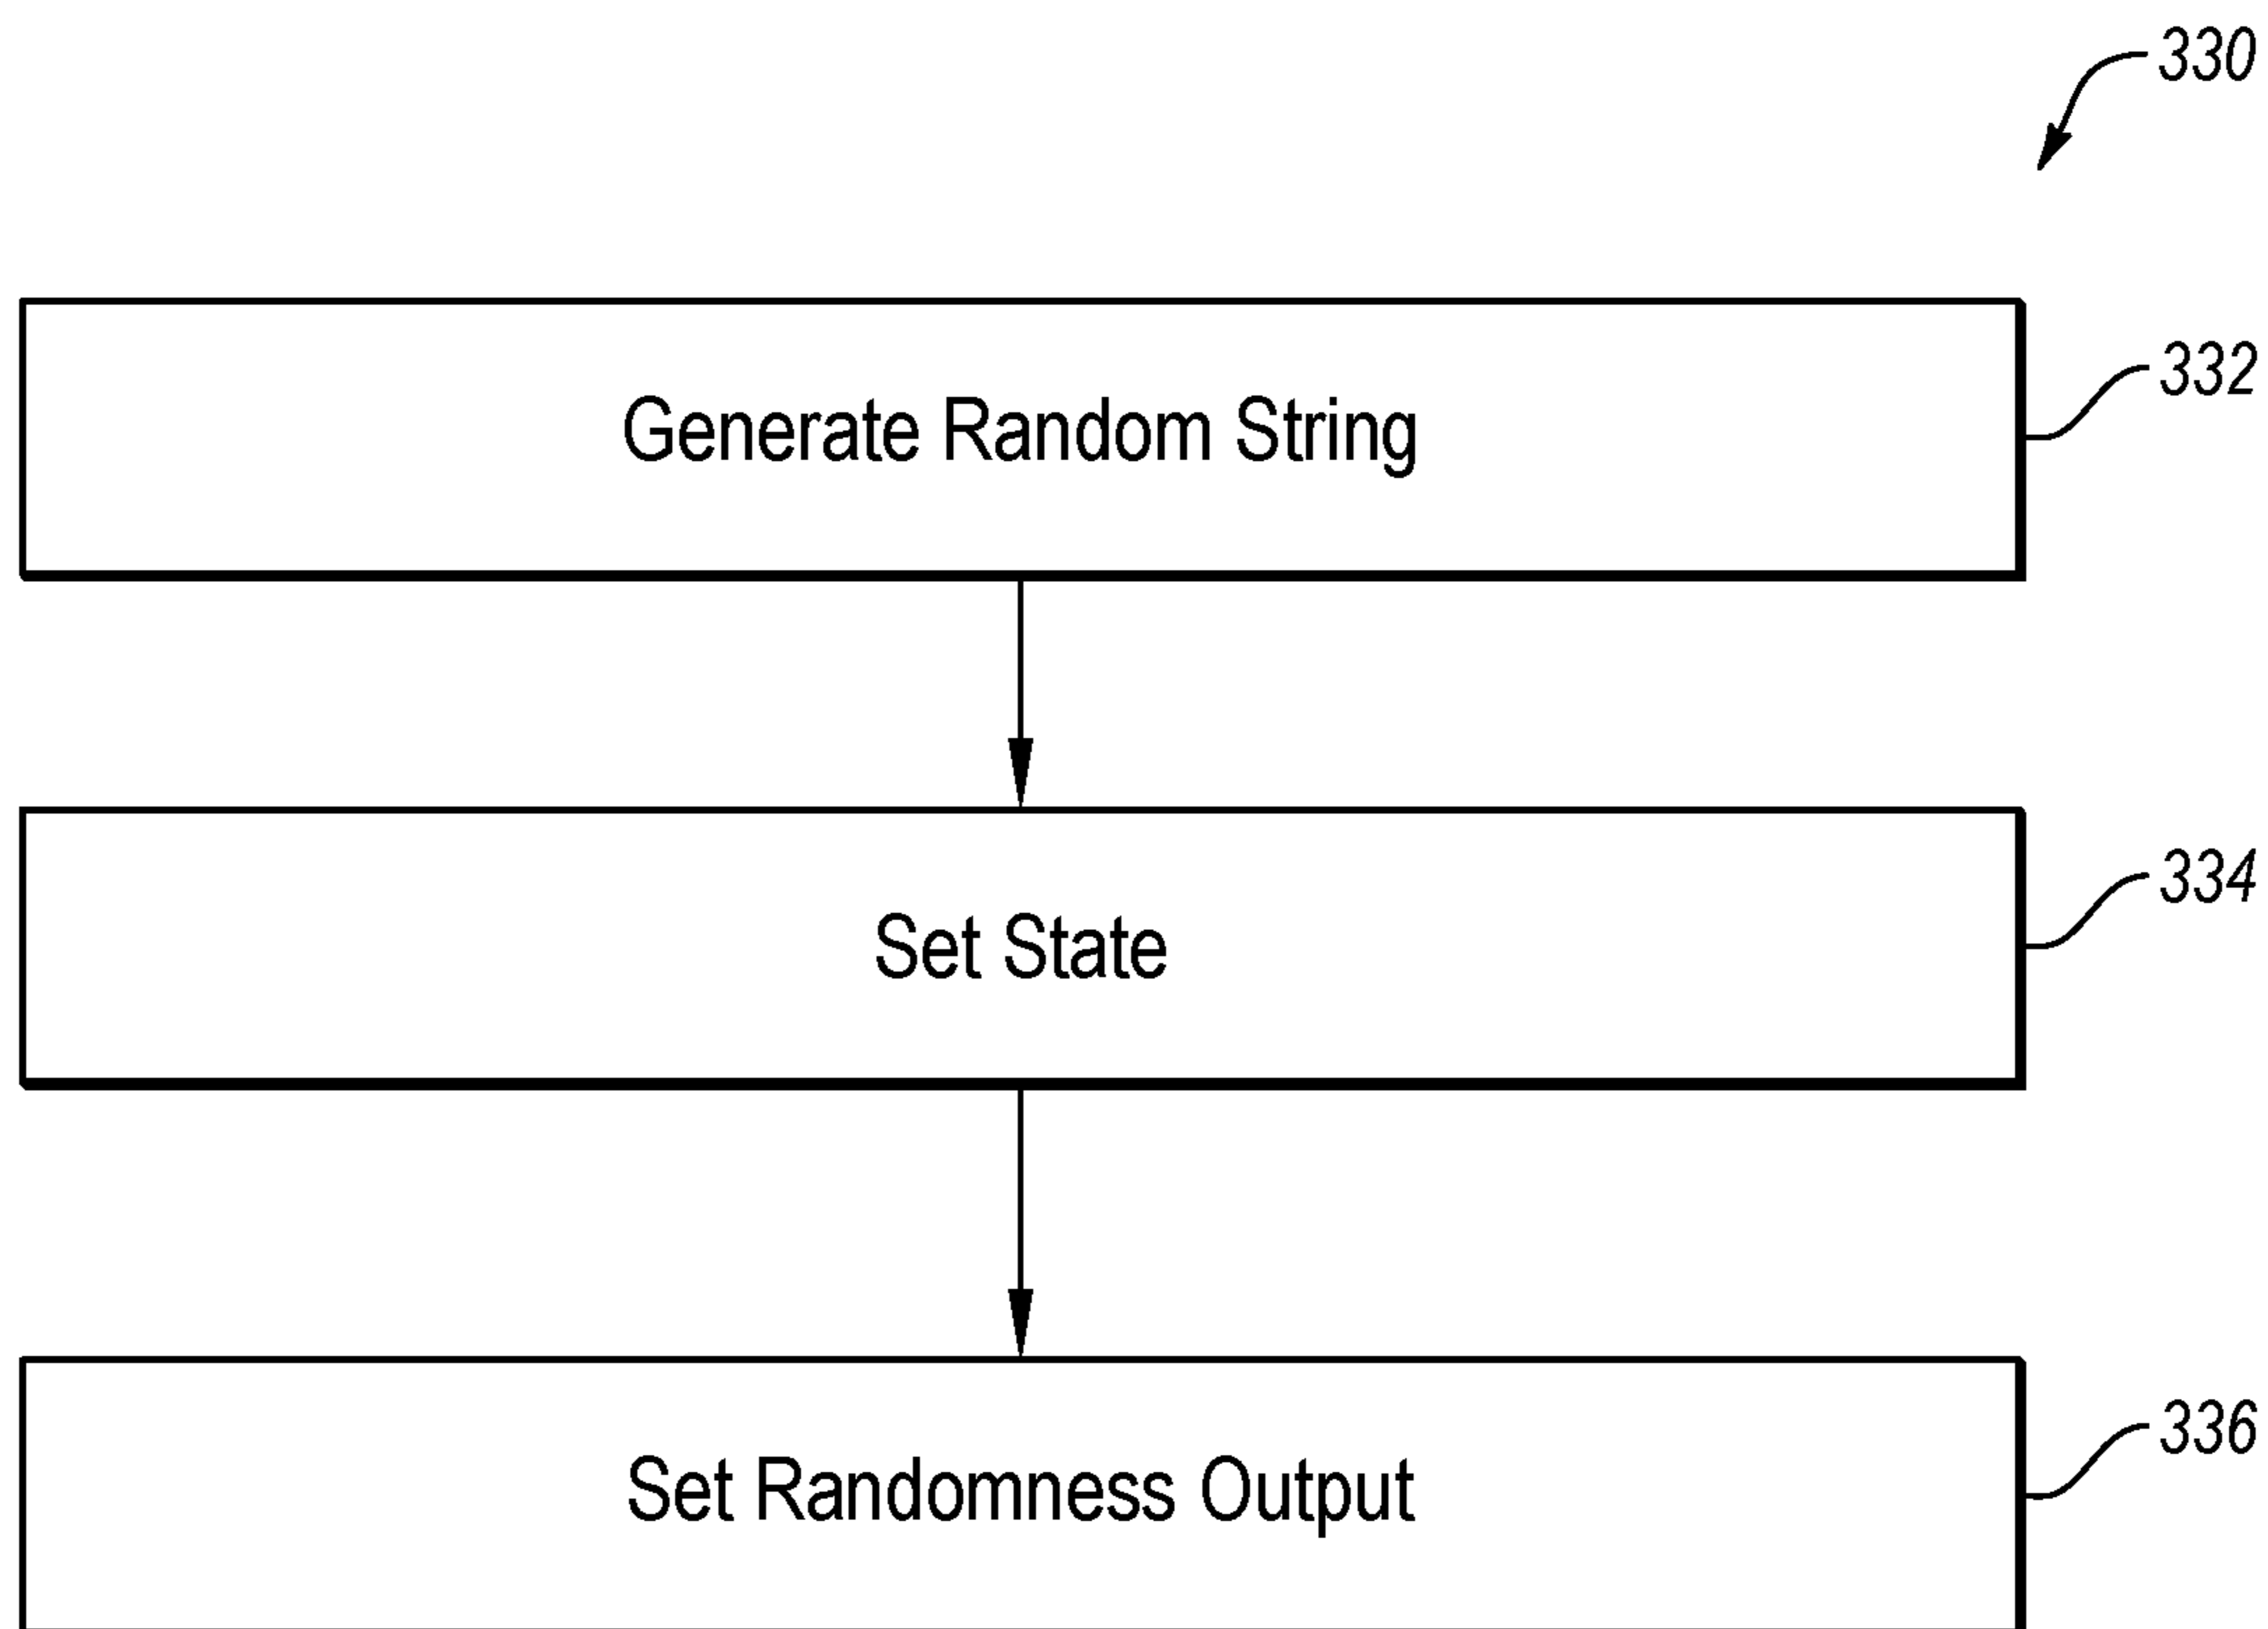 330
Generate Random String
332
Set State
334
Set Randomness Output
336